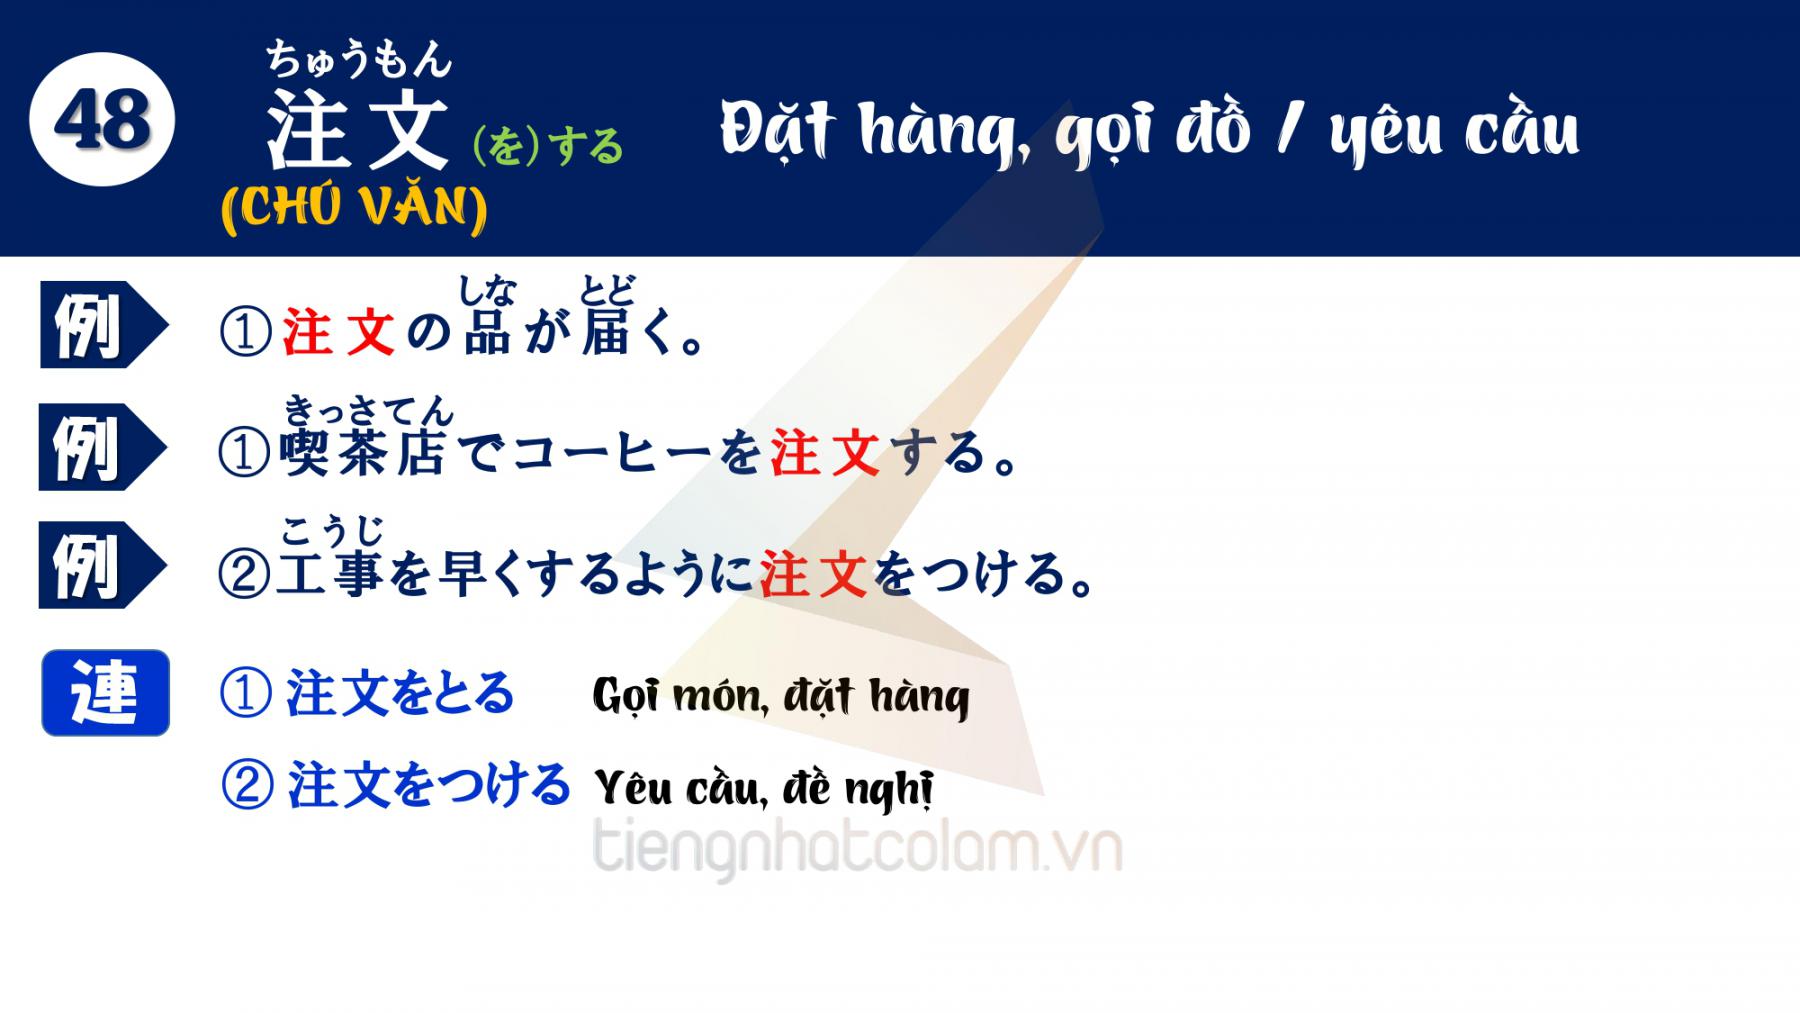 48
ちゅうもん
注文(を)する
Đặt hàng, gọi đồ / yêu cầu
(CHÚ VĂN)
しな とど
例 ①注文の品が届く。
きっさてん
例 ①喫茶店でコーヒーを注文する。
こうじ
例 ②工事を早くするように注文をつける。
連 ① 注文をとる Gọi món, đặt hàng
② 注文をつける Yêu cầu, đề nghị
tiengnhatcolam.vn